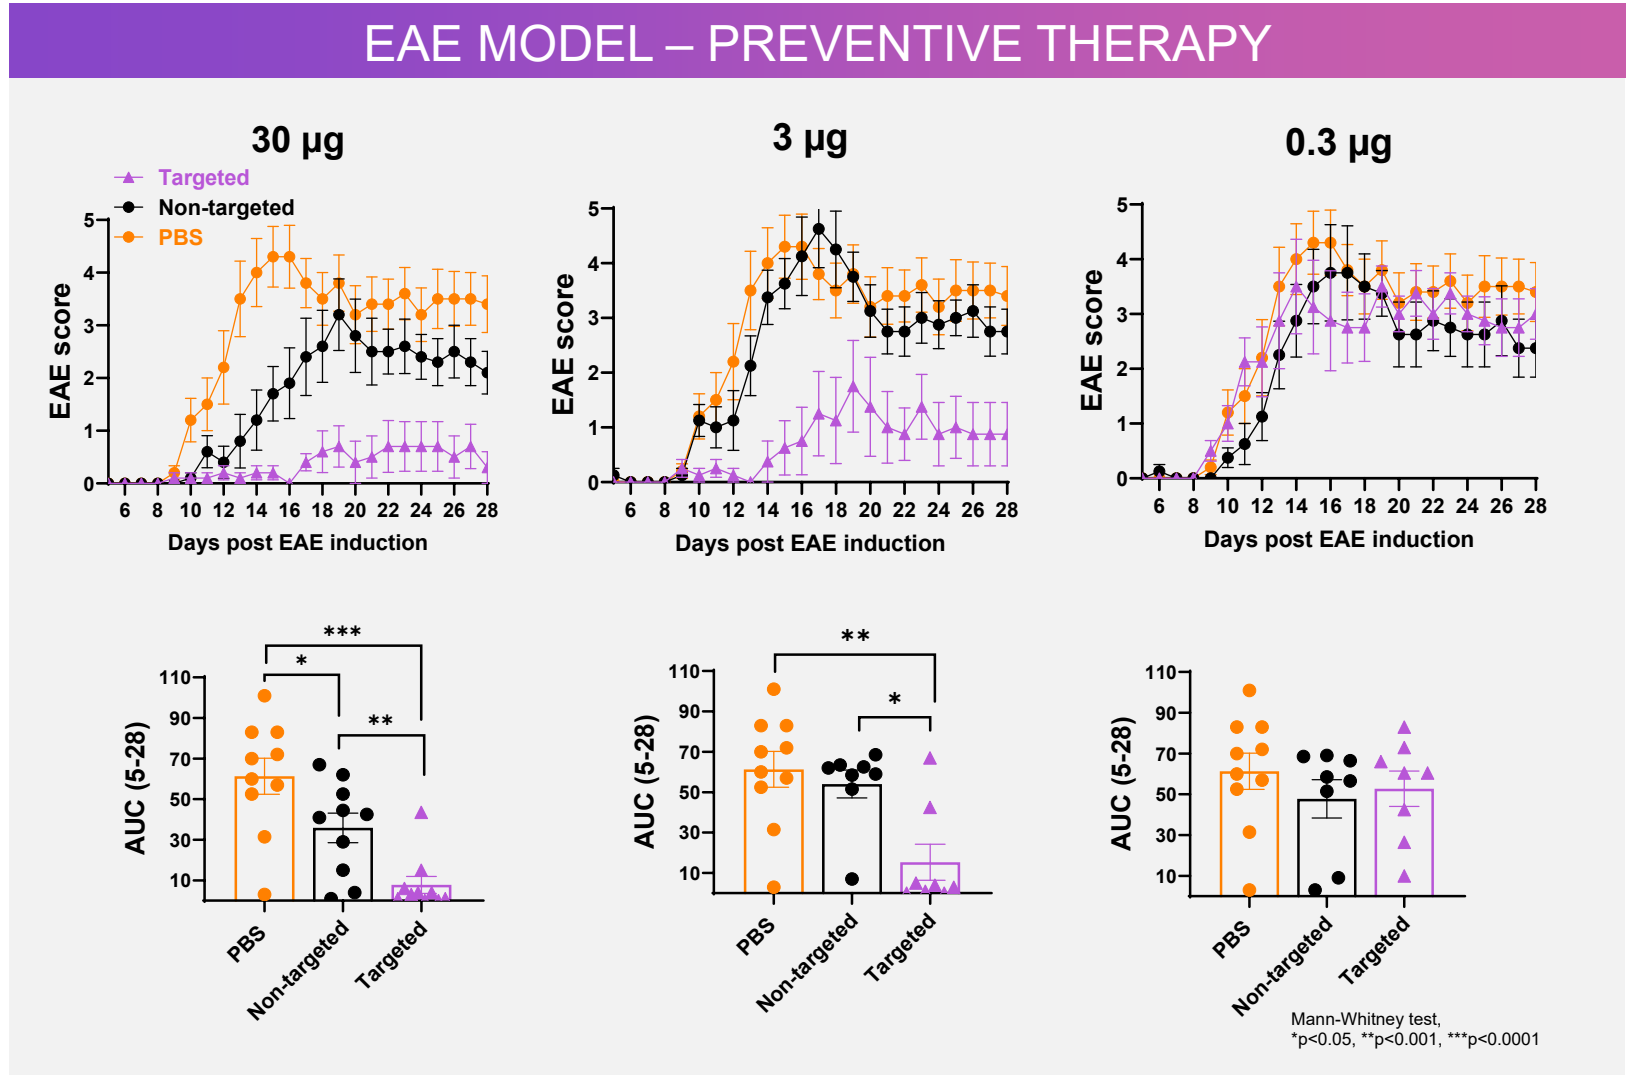 EAE MODEL – PREVENTIVE THERAPY
30 µg
3 µg
0.3 µg
Targeted
Non-targeted
PBS
EAE score
5
4
3
2
1
0
6 8 10 12 14 16 18 20 22 24 26 28
Days post EAE induction
EAE score
5
4
3
2
1
0
6 8 10 12 14 16 18 20 22 24 26 28
Days post EAE induction
EAE score
5
4
3
2
1
0
6 8 10 12 14 16 18 20 22 24 26 28
Days post EAE induction
AUC (5-28)
110
90
70
50
30
10
***
*
**
PBS
Non-targeted
Targeted
AUC (5-28)
110
90
70
50
30
10
**
*
PBS
Non-targeted
Targeted
AUC (5-28)
110
90
70
50
30
10
PBS
Non-targeted
Targeted
Mann-Whitney test,
*p<0.05, **p<0.001, ***p<0.0001